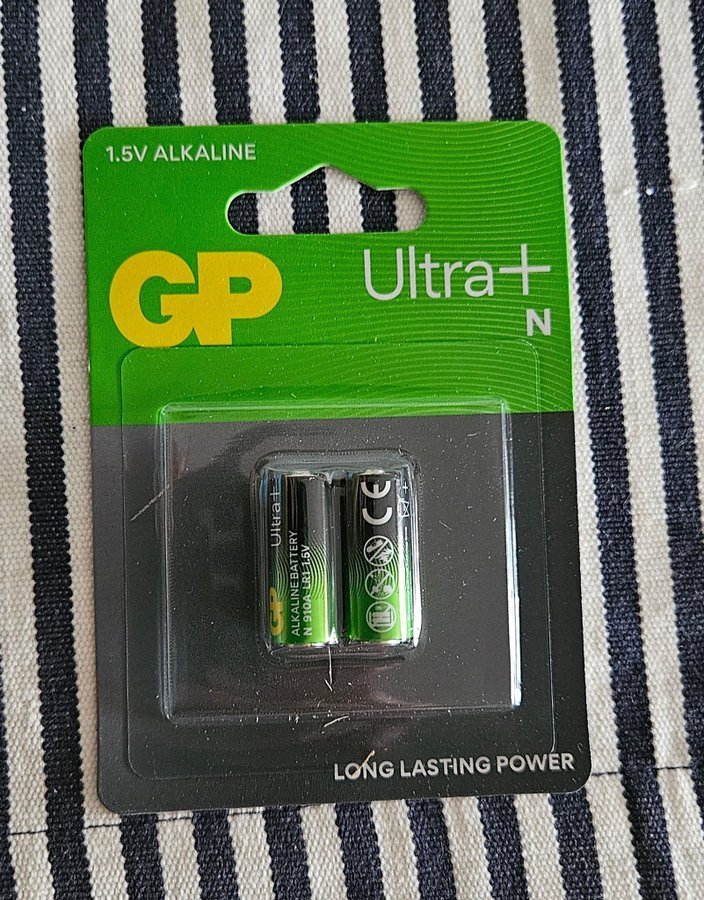 1.5V ALKALINE
GP
Ultra+
N
GP Ultra+
ALKALINE BATTERY
N 910A LR1 1.5V
CE
LONG LASTING POWER